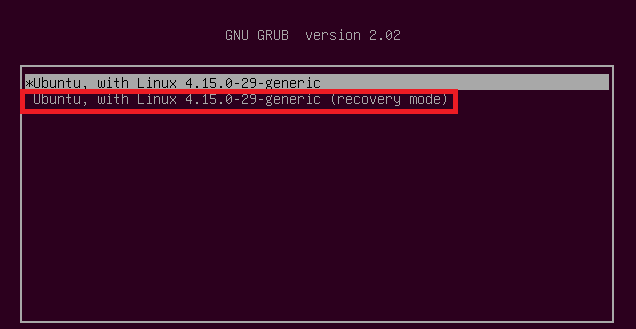 GNU GRUB  version 2.02
*Ubuntu, with Linux 4.15.0-29-generic
Ubuntu, with Linux 4.15.0-29-generic (recovery mode)